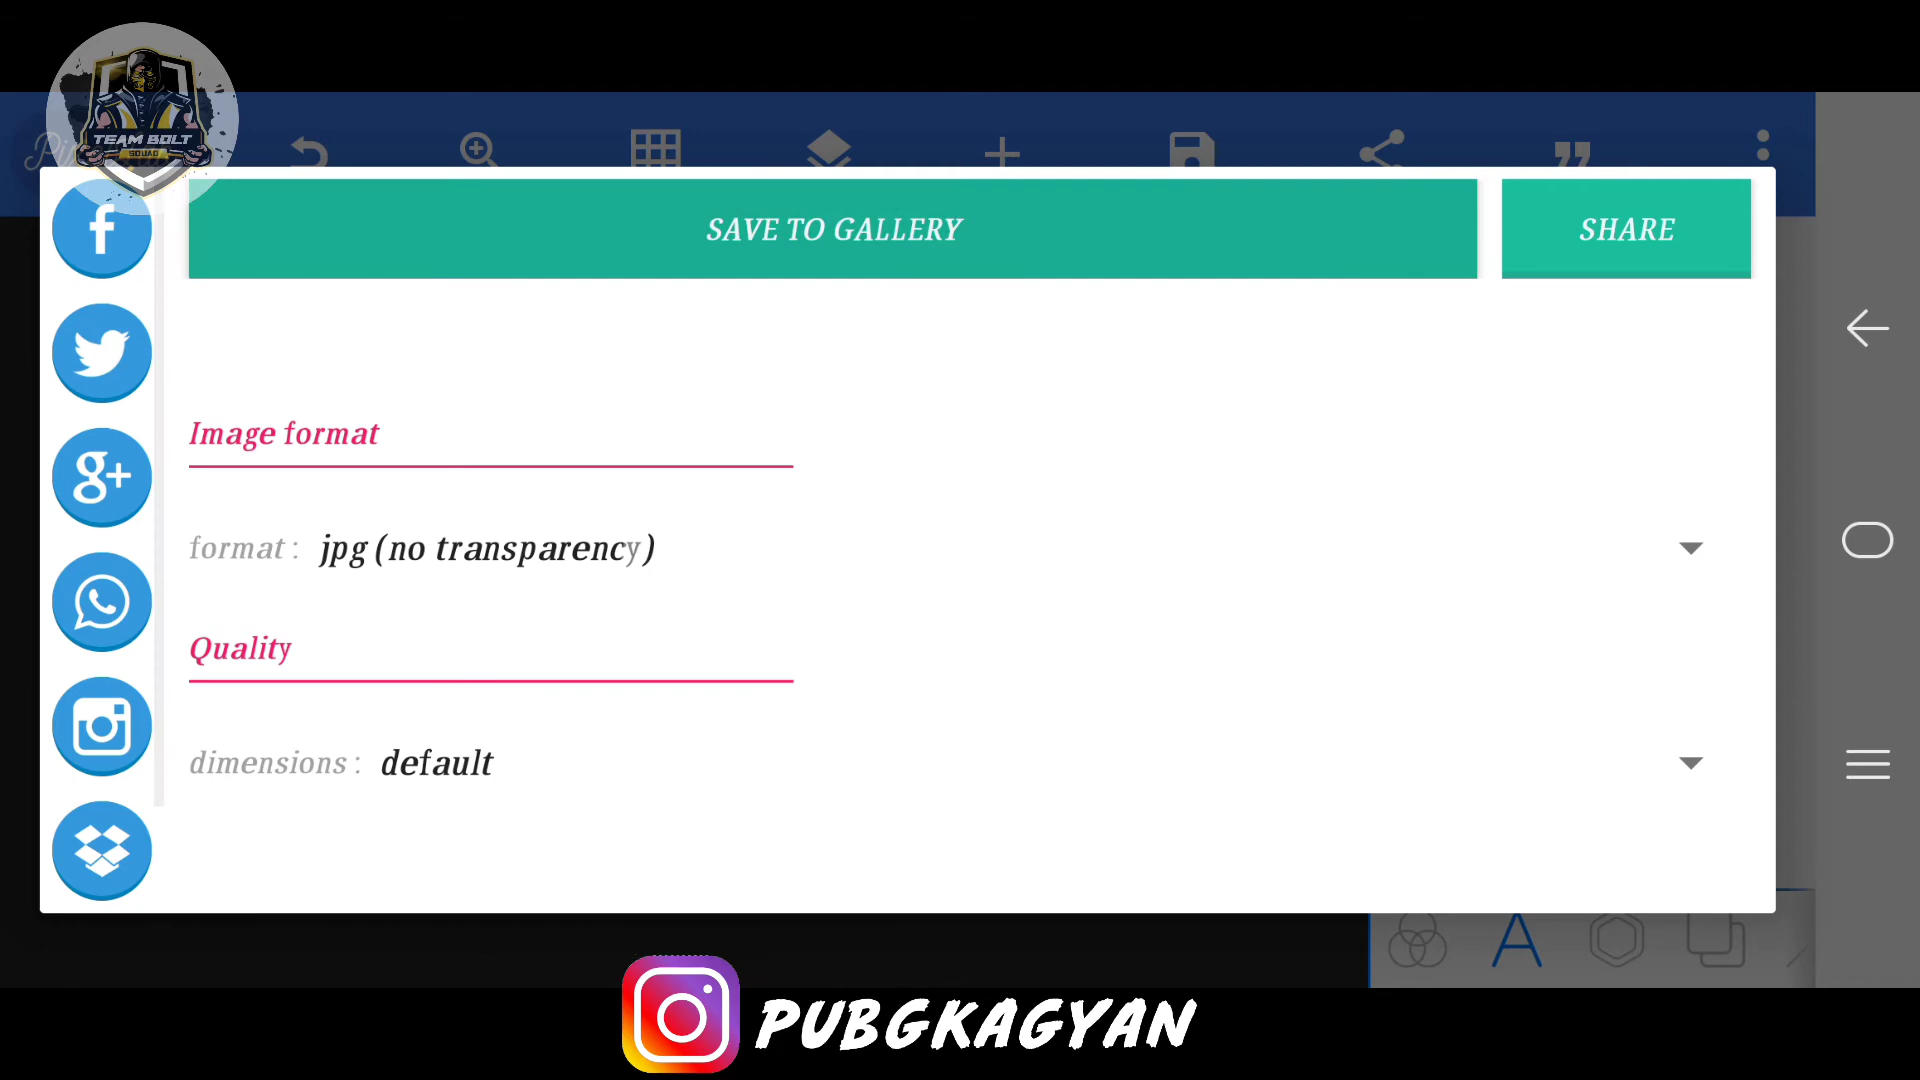 TEAM BOLT
SQUAD
SAVE TO GALLERY
SHARE
Image format
format : jpg (no transparency)
Quality
dimensions : default
PUBGKAGYAN